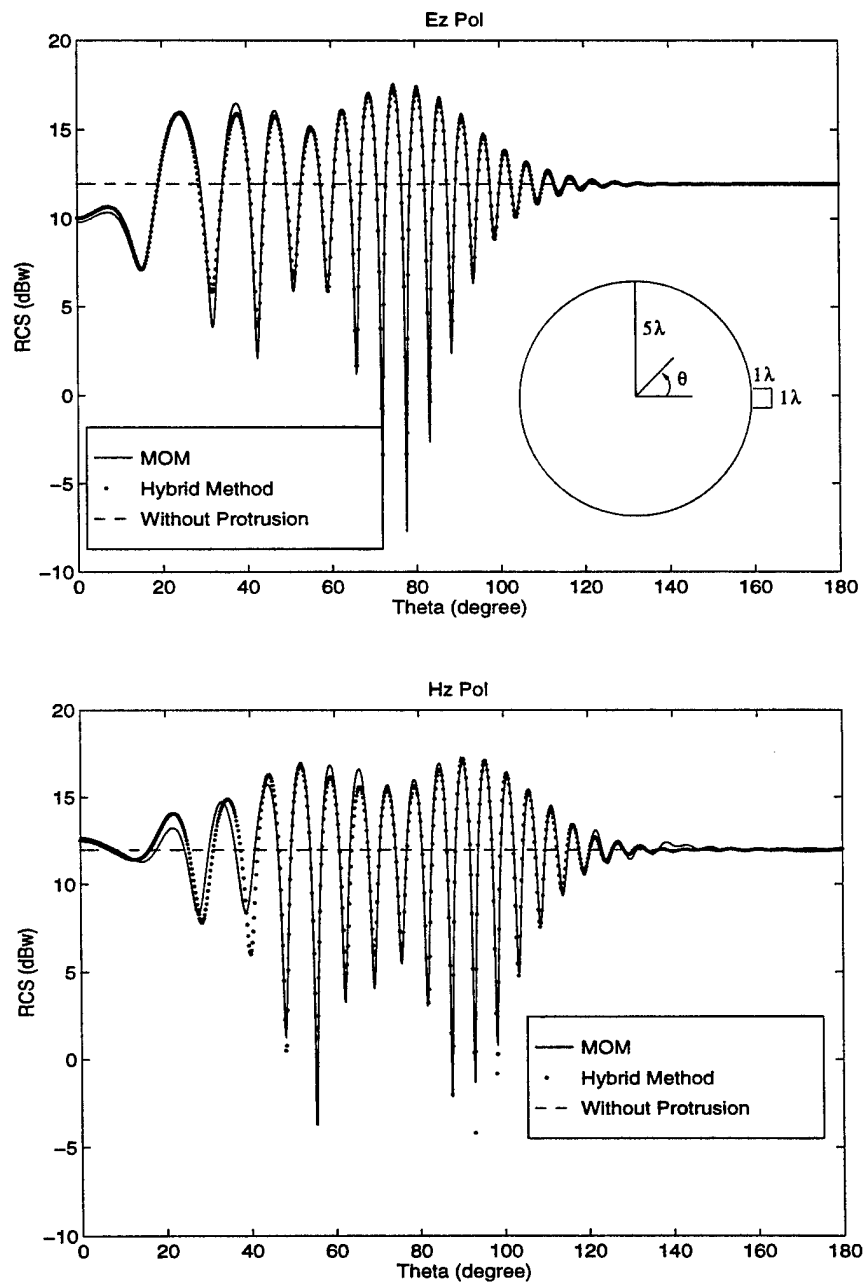 Ez Pol
20
15
10
5
0
−5
−10
RCS (dBw)
5λ
θ
1λ
1λ
MOM
Hybrid Method
Without Protrusion
0 20 40 60 80 100 120 140 160 180
Theta (degree)
Hz Pol
20
15
10
5
0
−5
−10
RCS (dBw)
MOM
Hybrid Method
Without Protrusion
0 20 40 60 80 100 120 140 160 180
Theta (degree)